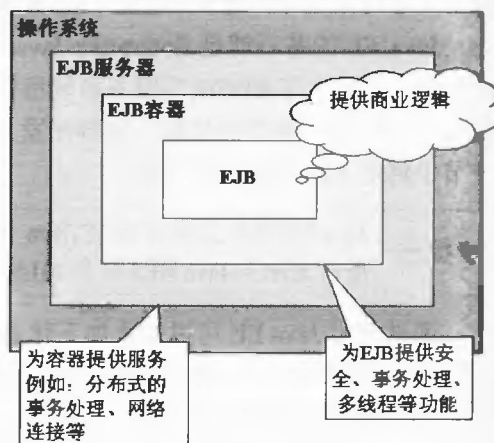 操作系统
EJB服务器
EJB容器
提供商业逻辑
EJB
为容器提供服务
例如：分布式的
事务处理、网络
连接等
为EJB提供安
全、事务处理、
多线程等功能